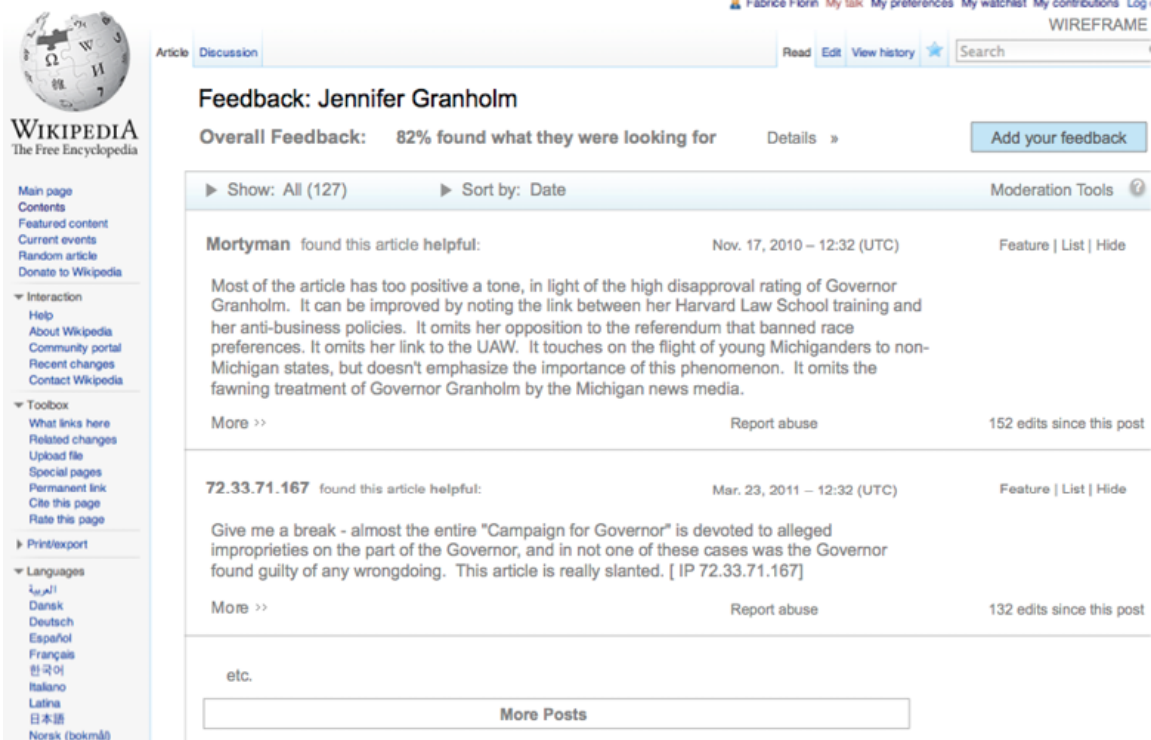 Fabrice Florin My talk My preferences My watchlist My contributions Log
WIREFRAME
Article Discussion Read Edit View history Search
WIKIPEDIA
The Free Encyclopedia
Main page
Contents
Featured content
Current events
Random article
Donate to Wikipedia
Interaction
Help
About Wikipedia
Community portal
Recent changes
Contact Wikipedia
Toolbox
What links here
Related changes
Upload file
Special pages
Permanent link
Cite this page
Rate this page
Print/export
Languages
العربية
Dansk
Deutsch
Español
Français
한국어
Italiano
Latina
日本語
Norsk (bokmål)
Feedback: Jennifer Granholm
Overall Feedback: 82% found what they were looking for Details » Add your feedback
Show: All (127) Sort by: Date Moderation Tools ?
Mortyman found this article helpful: Nov. 17, 2010 – 12:32 (UTC) Feature | List | Hide
Most of the article has too positive a tone, in light of the high disapproval rating of Governor
Granholm. It can be improved by noting the link between her Harvard Law School training and
her anti-business policies. It omits her opposition to the referendum that banned race
preferences. It omits her link to the UAW. It touches on the flight of young Michiganders to non-
Michigan states, but doesn't emphasize the importance of this phenomenon. It omits the
fawning treatment of Governor Granholm by the Michigan news media.
More >> Report abuse 152 edits since this post
72.33.71.167 found this article helpful: Mar. 23, 2011 – 12:32 (UTC) Feature | List | Hide
Give me a break - almost the entire "Campaign for Governor" is devoted to alleged
improprieties on the part of the Governor, and in not one of these cases was the Governor
found guilty of any wrongdoing. This article is really slanted. [ IP 72.33.71.167]
More >> Report abuse 132 edits since this post
etc.
More Posts